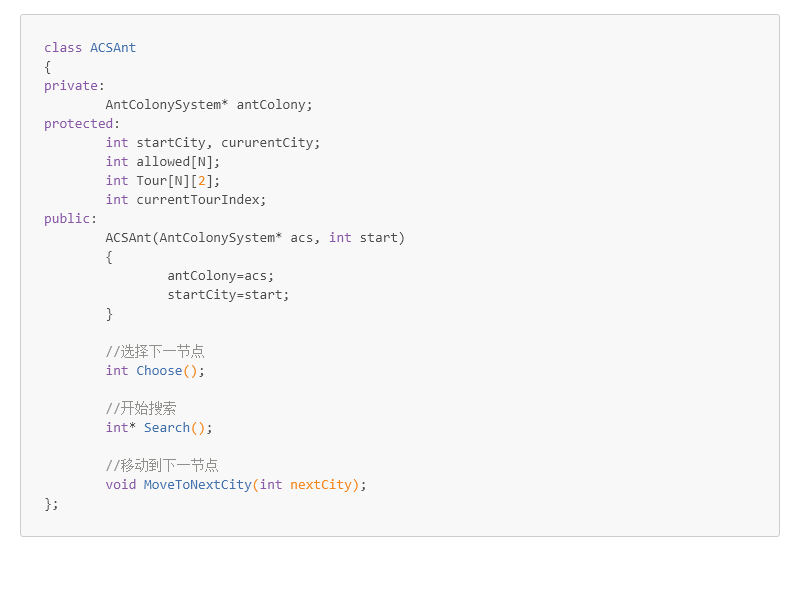 class ACSAnt
{
private:
        AntColonySystem* antColony;
protected:
        int startCity, cururentCity;
        int allowed[N];
        int Tour[N][2];
        int currentTourIndex;
public:
        ACSAnt(AntColonySystem* acs, int start)
        {
                antColony=acs;
                startCity=start;
        }
        //选择下一节点
        int Choose();
        //开始搜索
        int* Search();
        //移动到下一节点
        void MoveToNextCity(int nextCity);
};